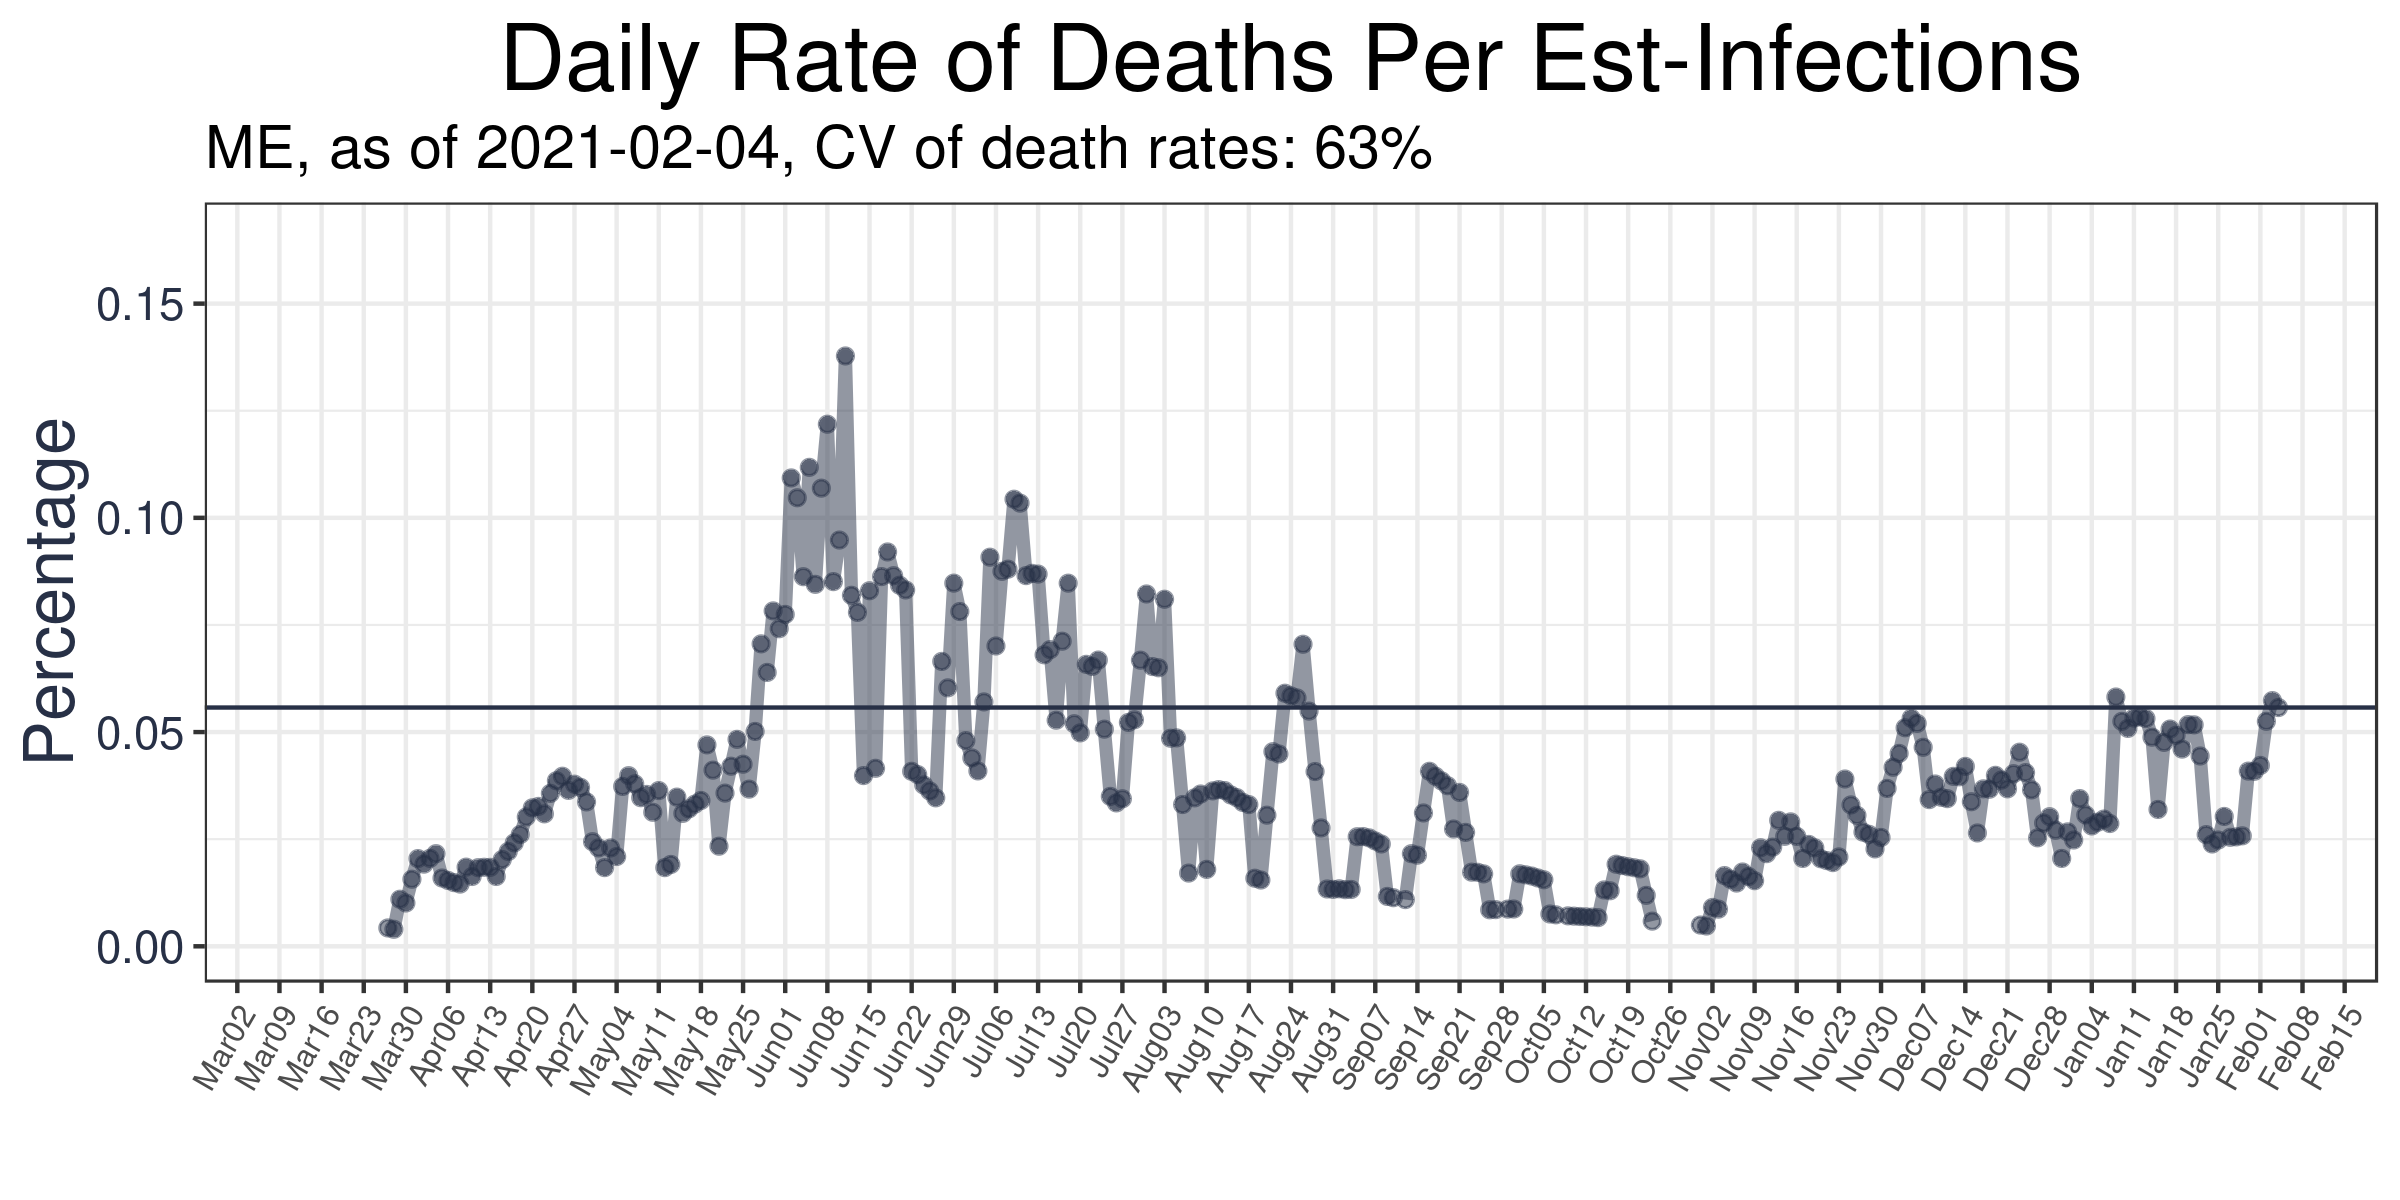 Daily Rate of Deaths Per Est-Infections
ME, as of 2021-02-04, CV of death rates: 63%
Percentage
0.15
0.10
0.05
0.00
Mar02 Mar09 Mar16 Mar23 Mar30 Apr06 Apr13 Apr20 Apr27 May04 May11 May18 May25 Jun01 Jun08 Jun15 Jun22 Jun29 Jul06 Jul13 Jul20 Jul27 Aug03 Aug10 Aug17 Aug24 Aug31 Sep07 Sep14 Sep21 Sep28 Oct05 Oct12 Oct19 Oct26 Nov02 Nov09 Nov16 Nov23 Nov30 Dec07 Dec14 Dec21 Dec28 Jan04 Jan11 Jan18 Jan25 Feb01 Feb08 Feb15